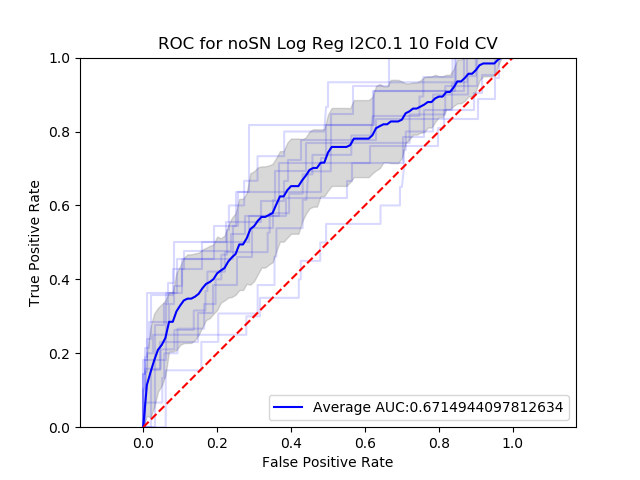 ROC for noSN Log Reg l2C0.1 10 Fold CV
True Positive Rate
1.0
0.8
0.6
0.4
0.2
0.0
Average AUC:0.6714944097812634
0.0 0.2 0.4 0.6 0.8 1.0
False Positive Rate